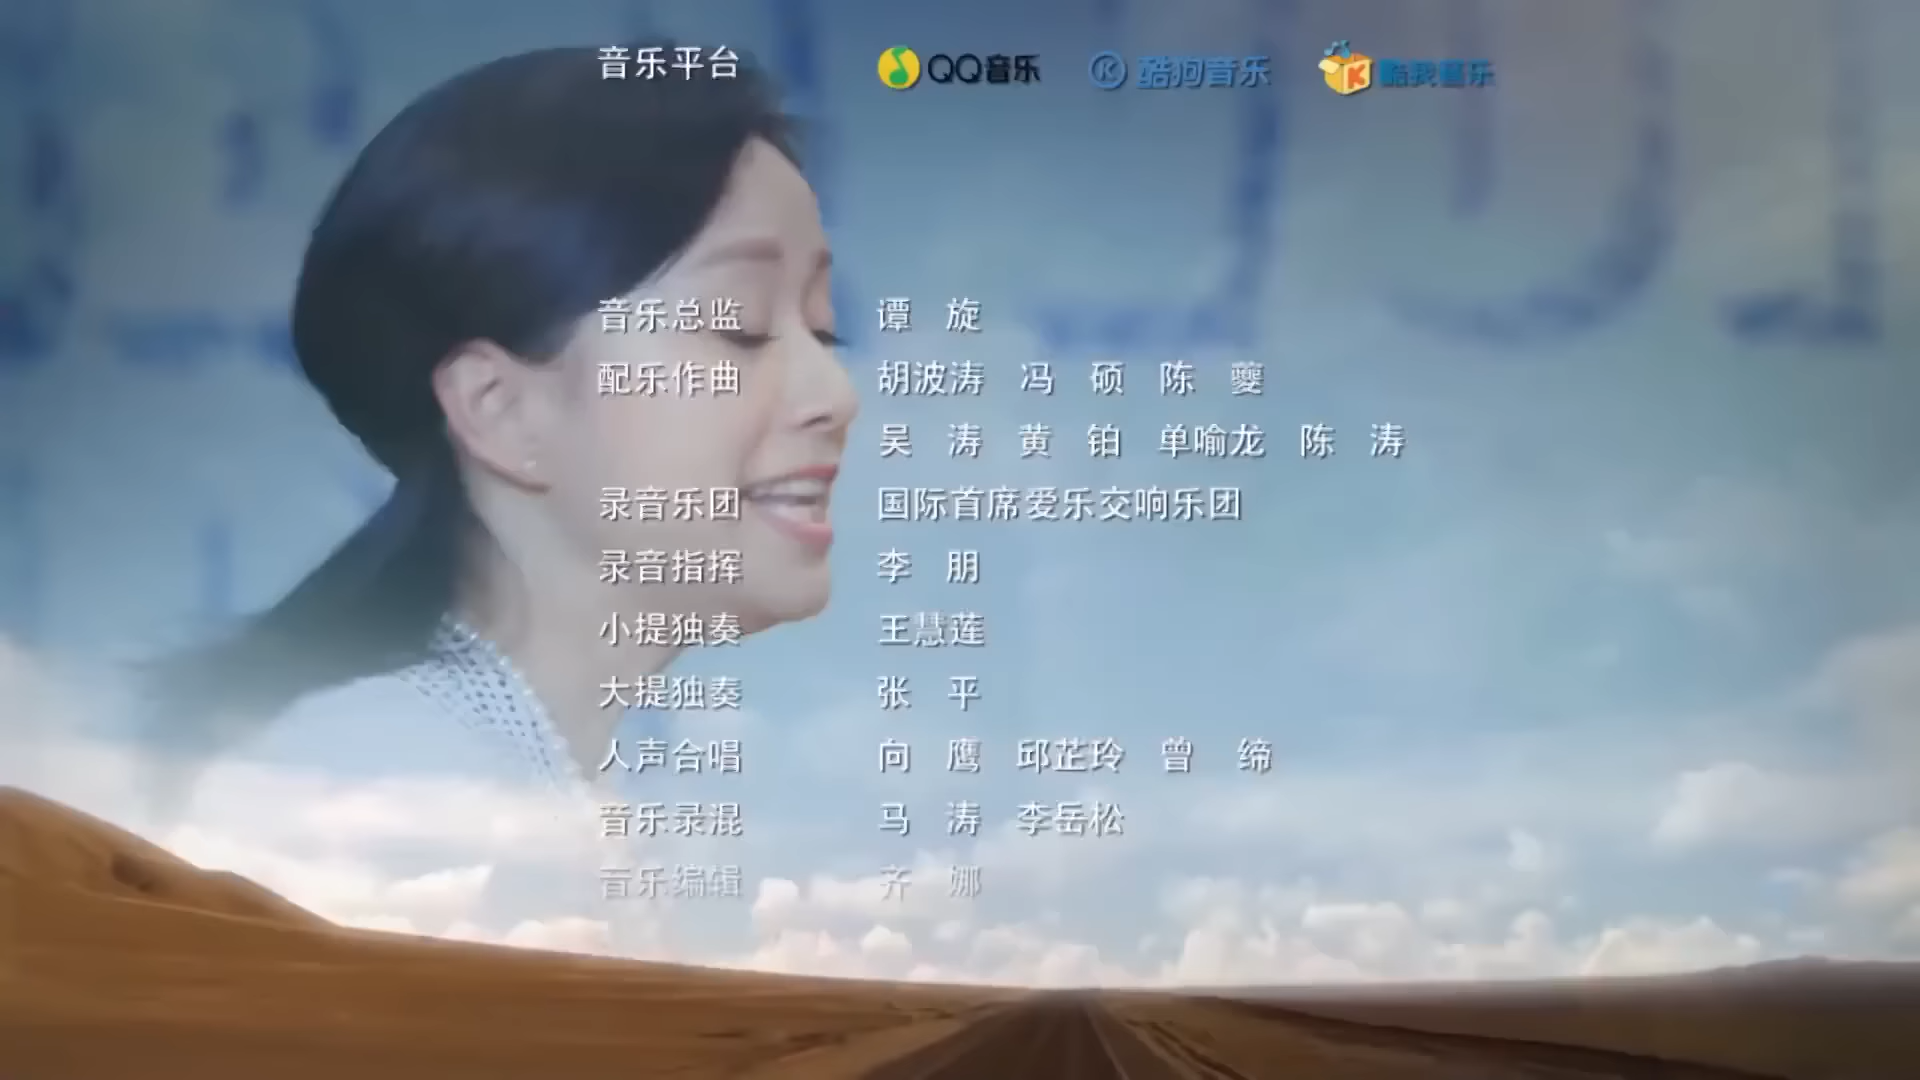 音乐平台 QQ音乐 酷狗音乐 酷我音乐
音乐总监 谭 旋
配乐作曲 胡波涛 冯 硕 陈 夔
吴 涛 黄 铂 单喻龙 陈 涛
录音乐团 国际首席爱乐交响乐团
录音指挥 李 朋
小提独奏 王慧莲
大提独奏 张 平
人声合唱 向 鹰 邱芷玲 曾 缔
音乐录混 马 涛 李岳松
音乐编辑 齐 娜